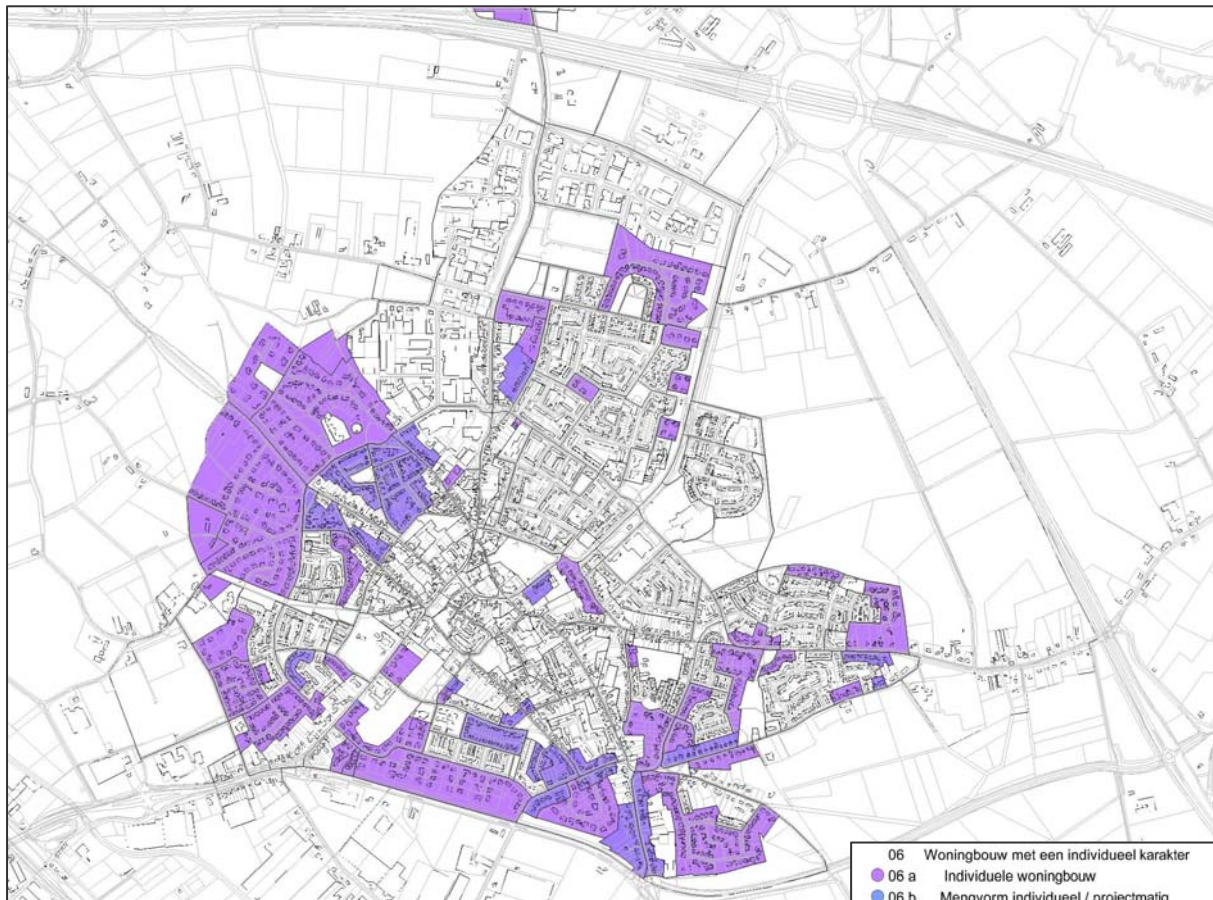 06 Woningbouw met een individueel karakter
06 a Individuele woningbouw
06 b Mengvorm individueel / projectmatig